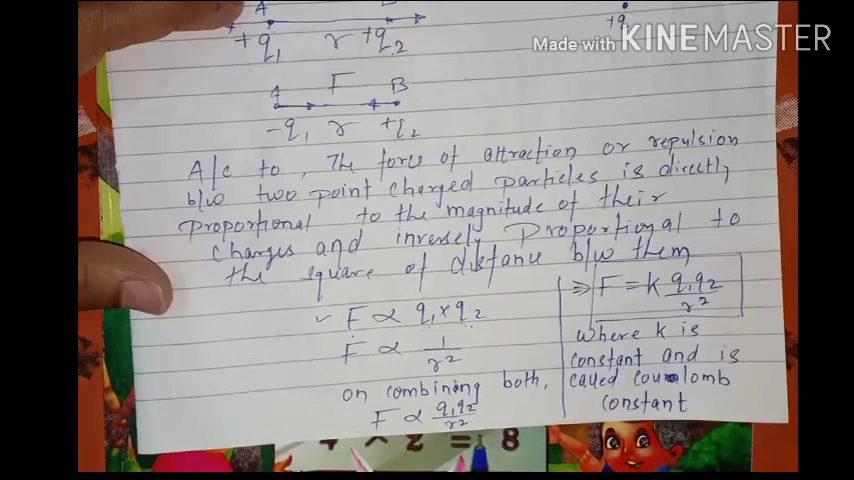 A
+q
Made with KINEMASTER
+q1 r +q2
A F B
-q1 r +q2
A/c to, The force of attraction or repulsion
b/w two point charged particles is directly
proportional to the magnitude of their
charges and inversely proportional to
the square of distance b/w them
✓ F ∝ q1 × q2
F ∝ 1/r2
on combining both,
F ∝ q1q2/r2
⇒ F = k q1q2/r2
where k is
constant and is
called coulomb
constant
4 × 2 = 8